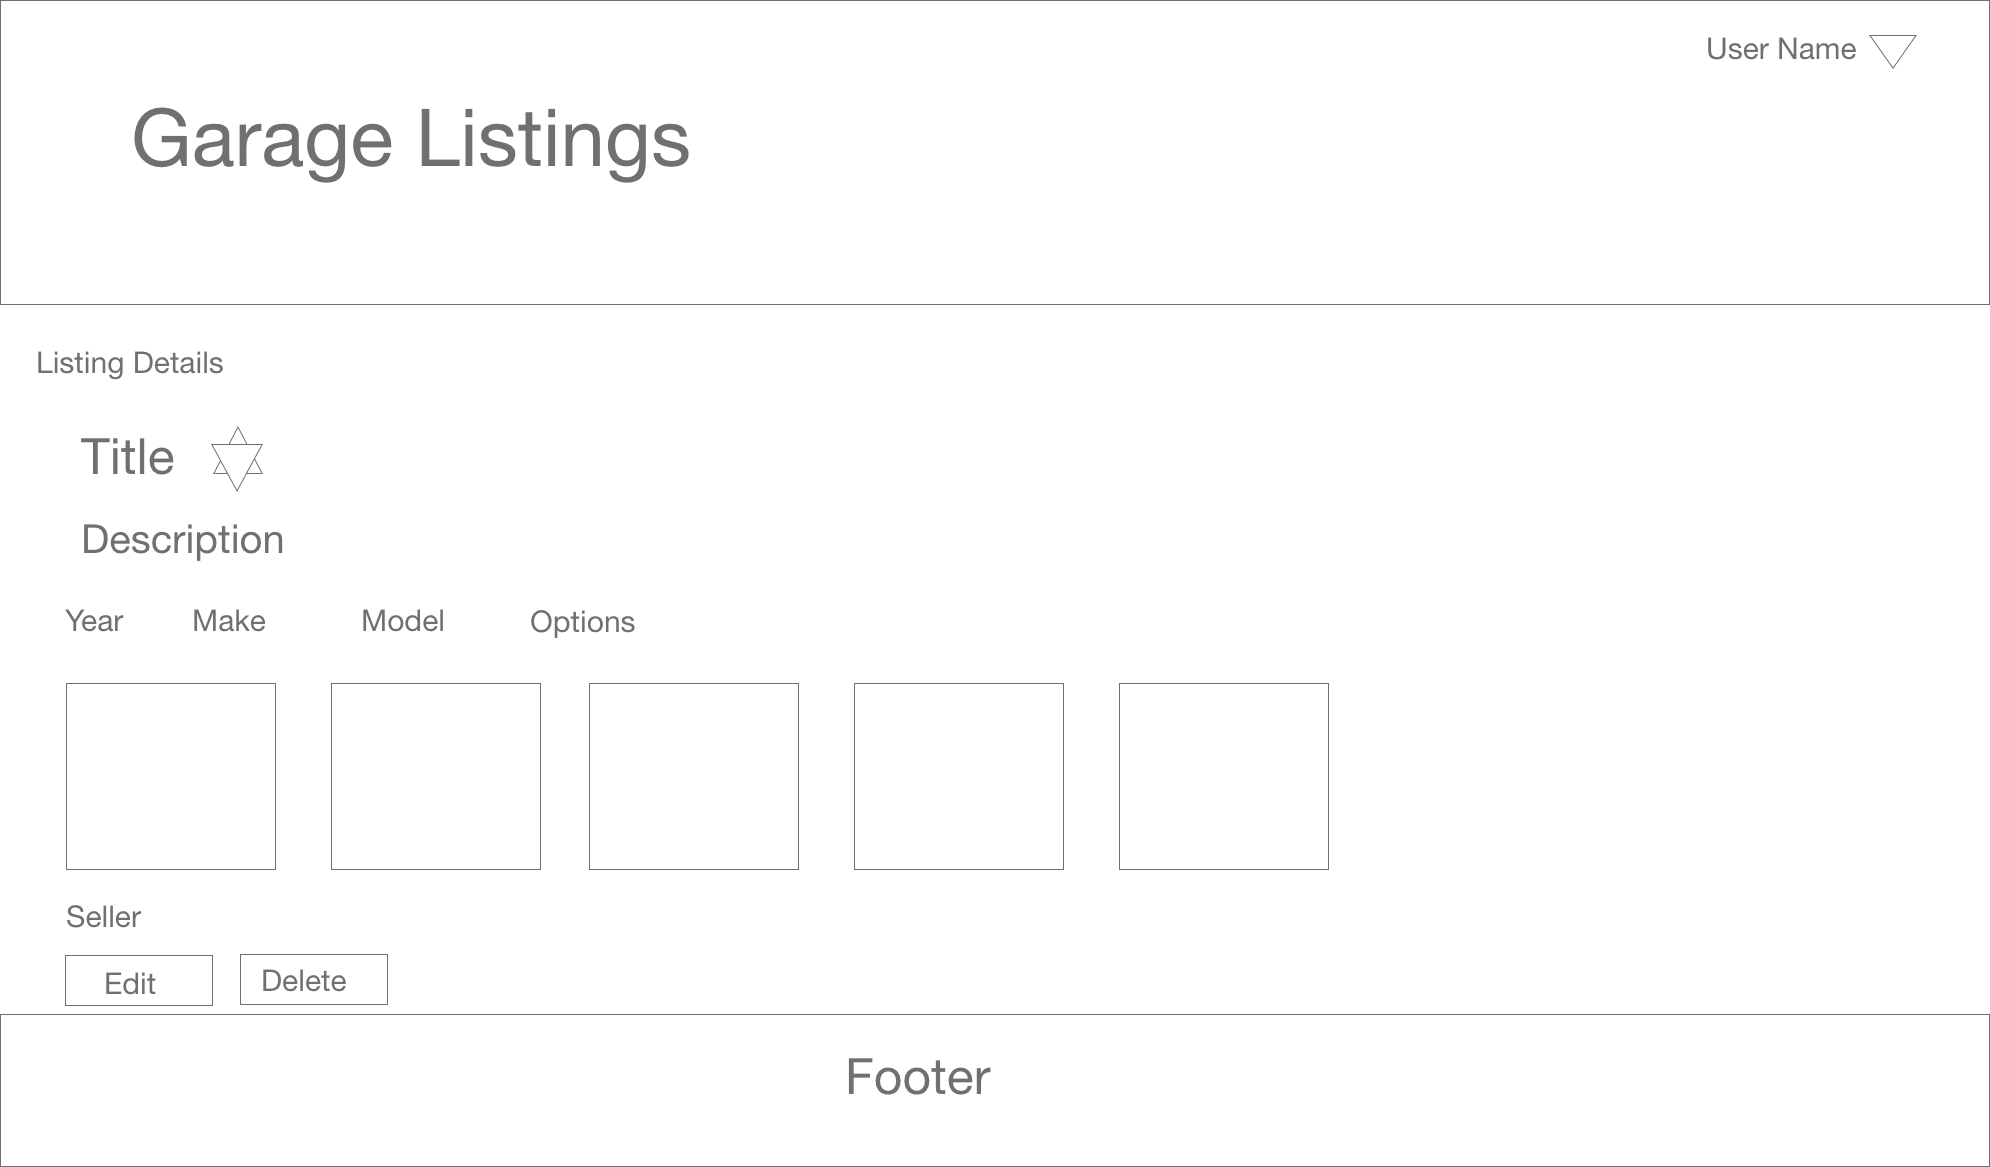 User Name
Garage Listings
Listing Details
Title
Description
Year Make Model Options
Seller
Edit Delete
Footer